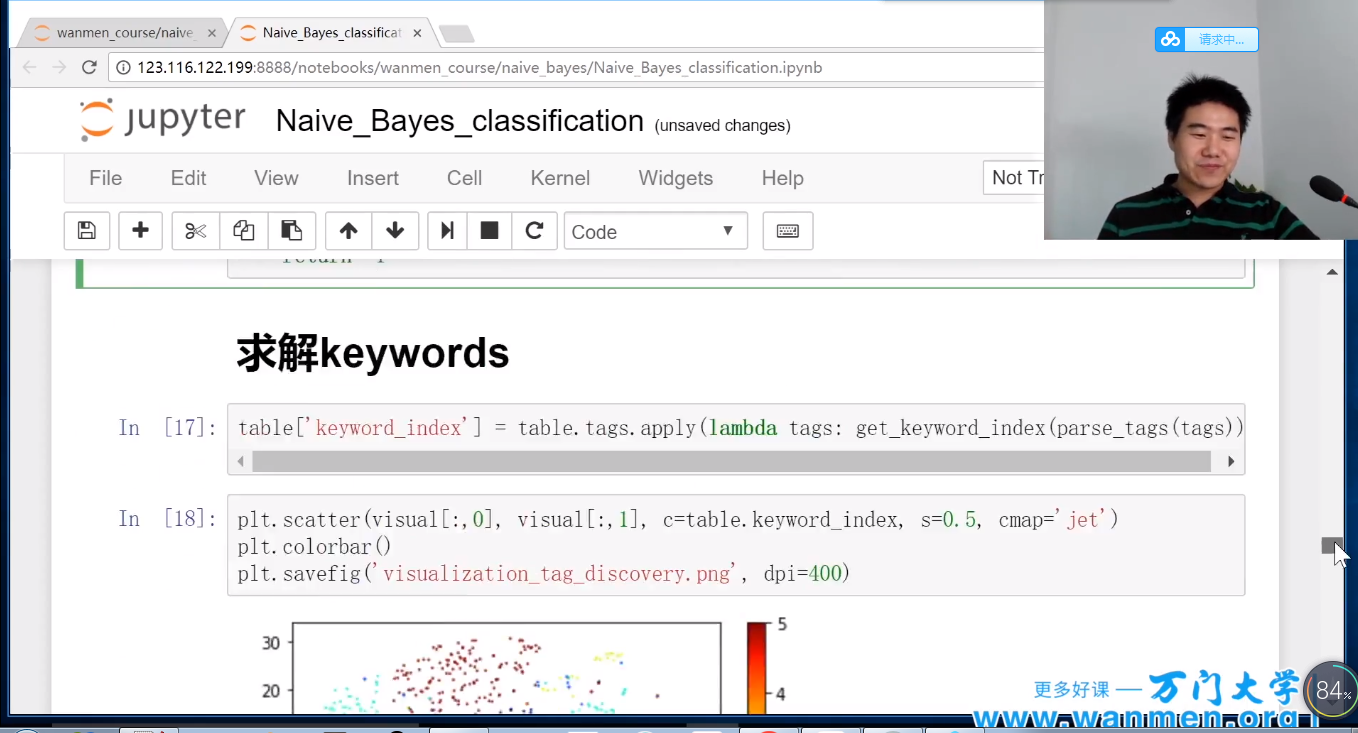 wanmen_course/naive_
Naive_Bayes_classificat
请求中...
123.116.122.199:8888/notebooks/wanmen_course/naive_bayes/Naive_Bayes_classification.ipynb
jupyter Naive_Bayes_classification (unsaved changes)
File Edit View Insert Cell Kernel Widgets Help Not Tr
Code
return
求解keywords
In [17]: table['keyword_index'] = table.tags.apply(lambda tags: get_keyword_index(parse_tags(tags))
In [18]: plt.scatter(visual[:,0], visual[:,1], c=table.keyword_index, s=0.5, cmap='jet')
plt.colorbar()
plt.savefig('visualization_tag_discovery.png', dpi=400)
30
5
20
4
更多好课 — 万门大学
www.wanmen.org
84%